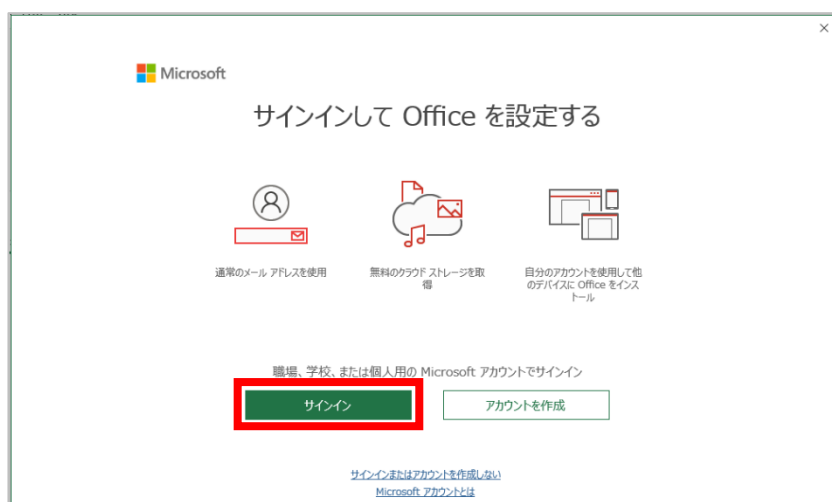 Microsoft
サインインして Office を設定する
通常のメール アドレスを使用
無料のクラウド ストレージを取
得
自分のアカウントを使用して他
のデバイスに Office をインス
トール
職場、学校、または個人用の Microsoft アカウントでサインイン
サインイン
アカウントを作成
サインインまたはアカウントを作成しない
Microsoft アカウントとは